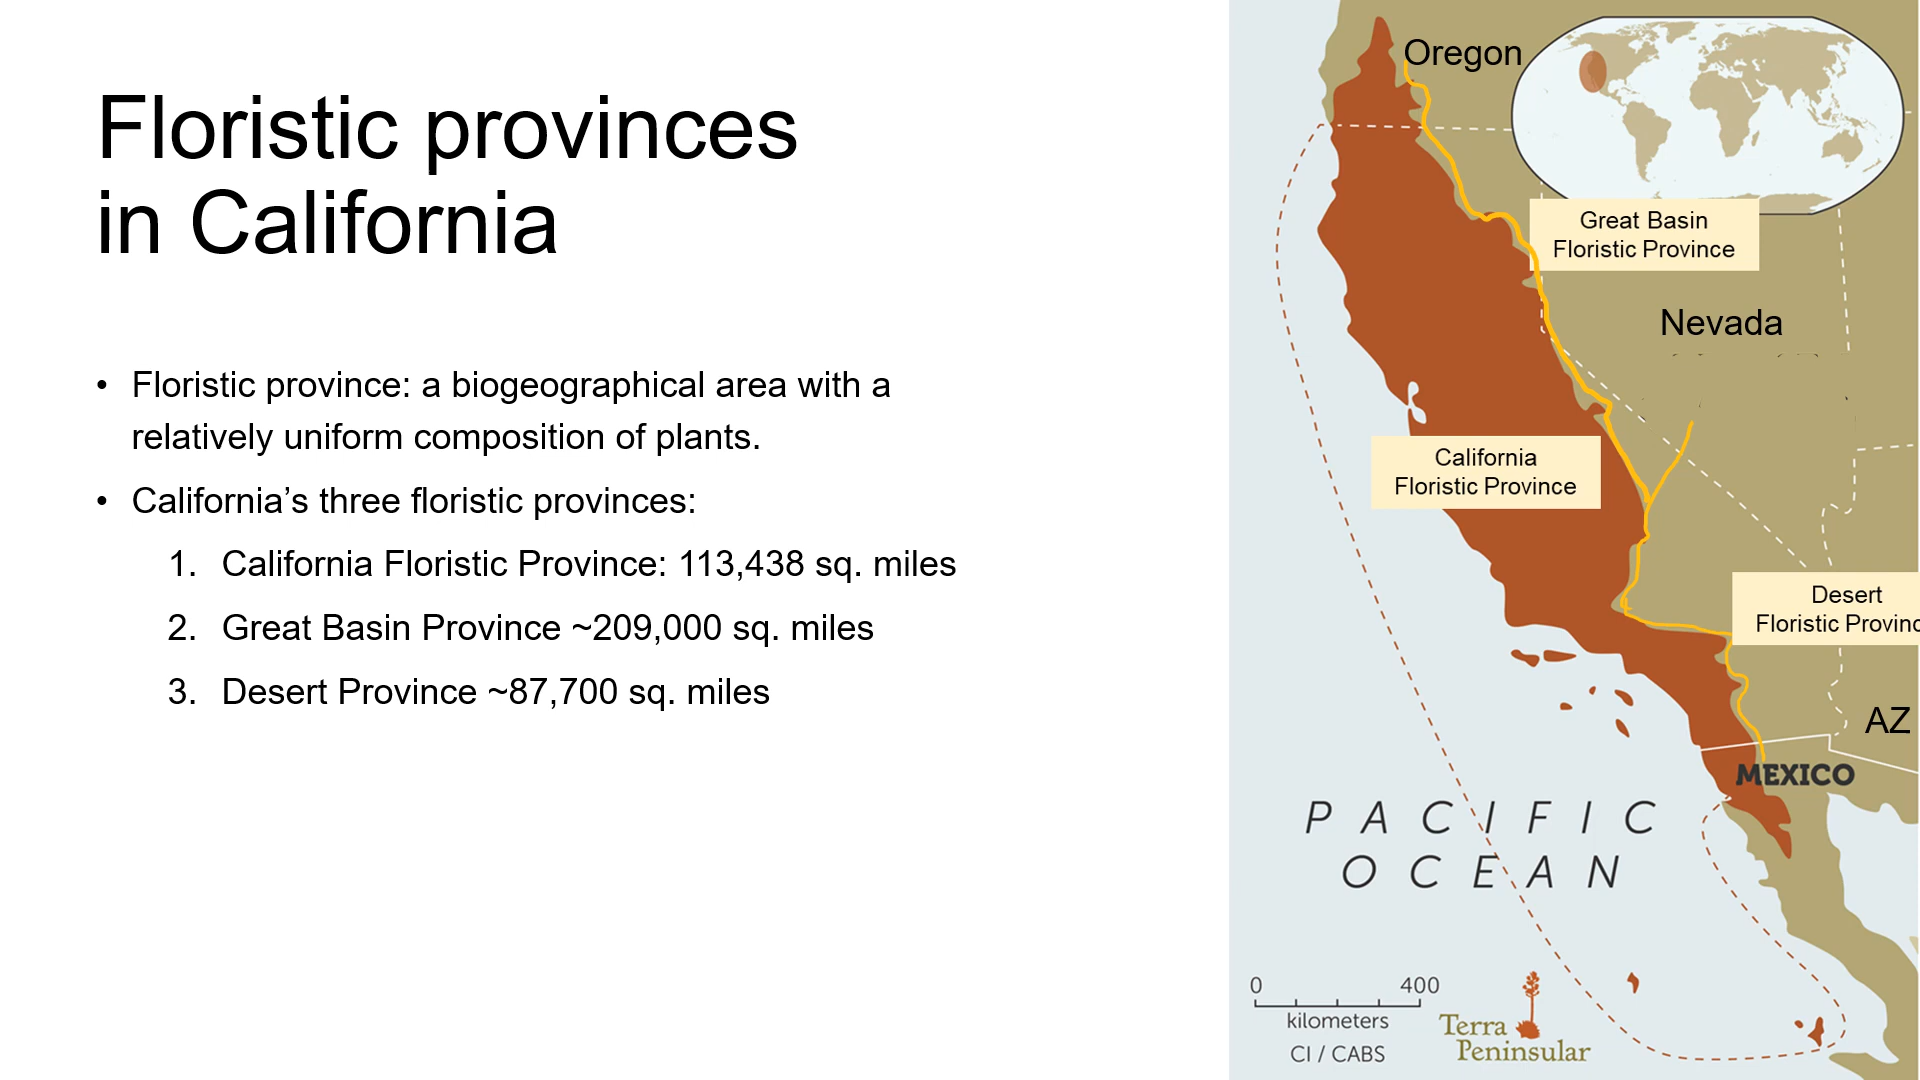 Floristic provinces
in California
• Floristic province: a biogeographical area with a
relatively uniform composition of plants.
• California’s three floristic provinces:
1. California Floristic Province: 113,438 sq. miles
2. Great Basin Province ~209,000 sq. miles
3. Desert Province ~87,700 sq. miles
Oregon
Great Basin
Floristic Province
Nevada
California
Floristic Province
Desert
Floristic Provinc
AZ
MEXICO
PACIFIC
OCEAN
0 400
kilometers
CI / CABS
Terra
Peninsular